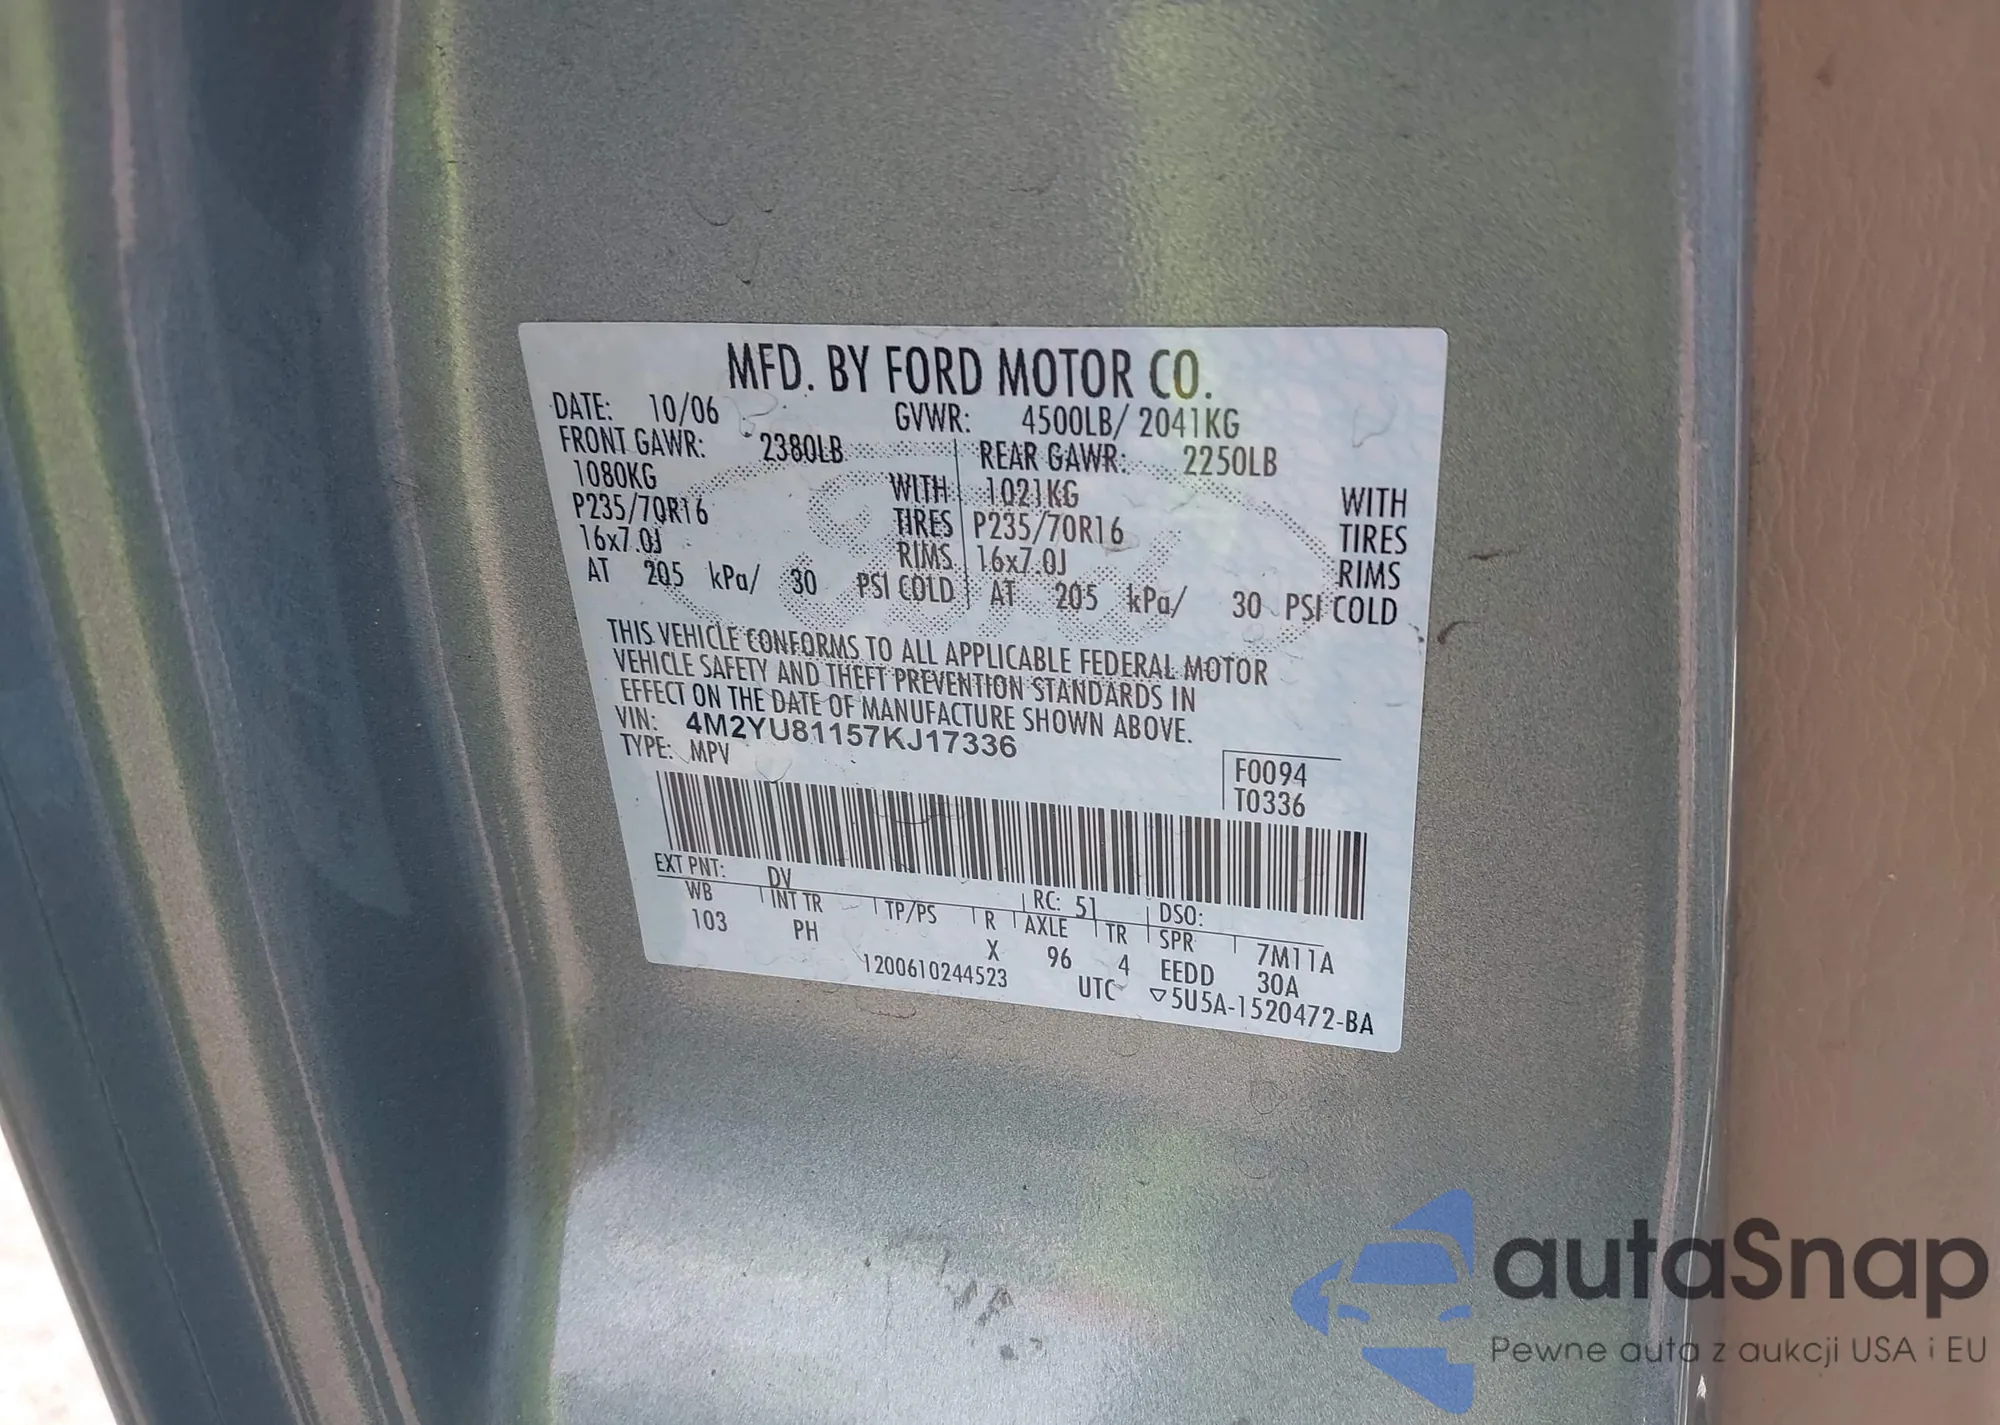 MFD. BY FORD MOTOR CO.
DATE: 10/06 GVWR: 4500LB/ 2041KG
FRONT GAWR: 2380LB REAR GAWR: 2250LB
1080KG WITH 1021KG WITH
P235/70R16 TIRES P235/70R16 TIRES
16x7.0J RIMS 16x7.0J RIMS
AT 205 kPa/ 30 PSI COLD AT 205 kPa/ 30 PSI COLD
THIS VEHICLE CONFORMS TO ALL APPLICABLE FEDERAL MOTOR
VEHICLE SAFETY AND THEFT PREVENTION STANDARDS IN
EFFECT ON THE DATE OF MANUFACTURE SHOWN ABOVE.
VIN: 4M2YU81157KJ17336
TYPE: MPV
F0094
T0336
EXT PNT: DV RC: 51 DSO:
WB INT TR TP/PS R AXLE TR SPR 7M11A
103 PH X 96 4 EEDD 30A
1200610244523 UTC ▽5U5A-1520472-BA
autaSnap
Pewne auta z aukcji USA i EU